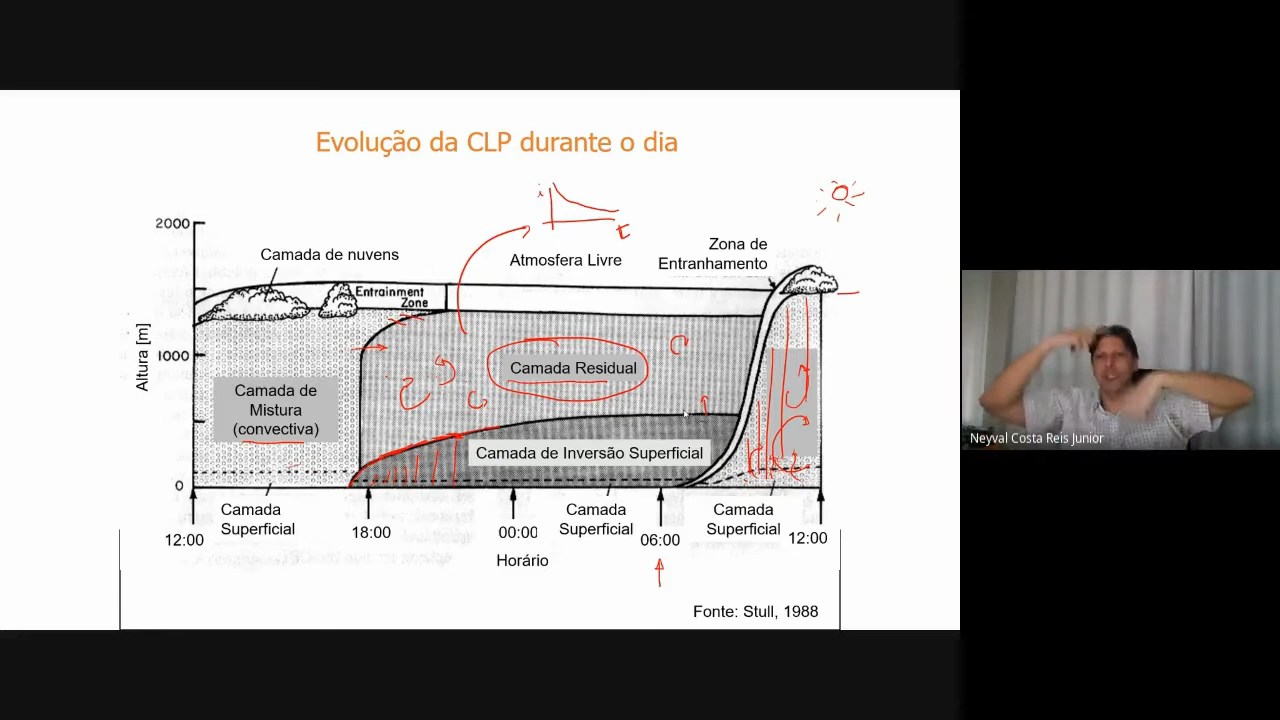 Evolução da CLP durante o dia
i
t
2000
Camada de nuvens
Atmosfera Livre
Zona de
Entranhamento
Entrainment
Zone
Altura [m]
1000
Camada de
Mistura
(convectiva)
Camada Residual
Camada de Inversão Superficial
0
Camada
Superficial
Camada
Superficial
Camada
Superficial
12:00
18:00
00:00
06:00
12:00
Horário
Fonte: Stull, 1988
Neyval Costa Reis Junior